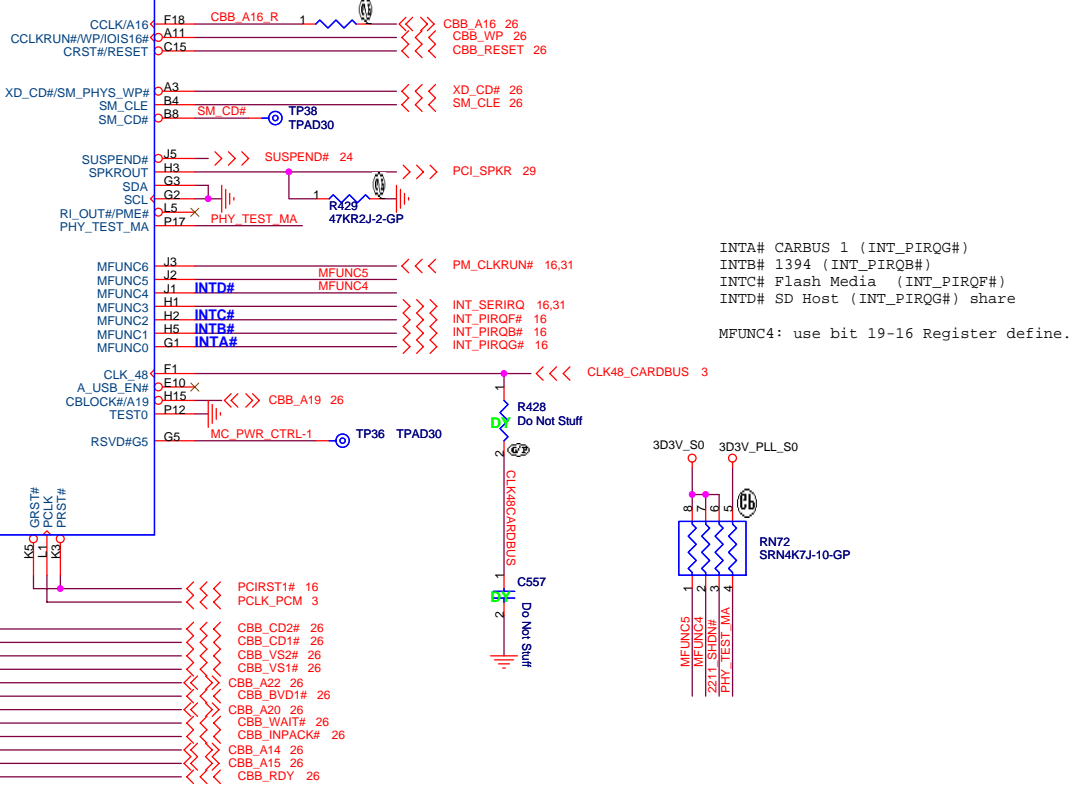 CCLK/A16 F18 CBB_A16_R 1 CBB_A16 26
CCLKRUN#/WP/IOIS16# A11 CBB_WP 26
CRST#/RESET C15 CBB_RESET 26
XD_CD#/SM_PHYS_WP# A3 XD_CD# 26
SM_CLE B4 SM_CLE 26
SM_CD# B8 SM_CD# TP38
TPAD30
SUSPEND# J5 SUSPEND# 24
SPKROUT H3 PCI_SPKR 29
SDA G3
SCL G2 1
R429
47KR2J-2-GP
RI_OUT#/PME# L5
PHY_TEST_MA P17 PHY_TEST_MA
MFUNC6 J3 PM_CLKRUN# 16,31
MFUNC5 J2 MFUNC5
MFUNC4 J1 INTD# MFUNC4
MFUNC3 H1 INT_SERIRQ 16,31
MFUNC2 H2 INTC# INT_PIRQF# 16
MFUNC1 H5 INTB# INT_PIRQB# 16
MFUNC0 G1 INTA# INT_PIRQG# 16
INTA# CARBUS 1 (INT_PIRQG#)
INTB# 1394 (INT_PIRQB#)
INTC# Flash Media (INT_PIRQF#)
INTD# SD Host (INT_PIRQG#) share
MFUNC4: use bit 19-16 Register define.
CLK_48 F1 CLK48_CARDBUS 3
A_USB_EN# E10
CBLOCK#/A19 H15 CBB_A19 26
TEST0 P12
RSVD#G5 G5 MC_PWR_CTRL-1 TP36 TPAD30
1
R428
DY Do Not Stuff
2
CLK48CARDBUS
1
C557
DY
2
Do Not Stuff
3D3V_S0 3D3V_PLL_S0
8 7 6 5
RN72
SRN4K7J-10-GP
1 2 3 4
MFUNC5
MFUNC4
2211_SHDN#
PHY_TEST_MA
GRST#
PCLK
PRST#
K5 L1 K3
PCIRST1# 16
PCLK_PCM 3
CBB_CD2# 26
CBB_CD1# 26
CBB_VS2# 26
CBB_VS1# 26
CBB_A22 26
CBB_BVD1# 26
CBB_A20 26
CBB_WAIT# 26
CBB_INPACK# 26
CBB_A14 26
CBB_A15 26
CBB_RDY 26